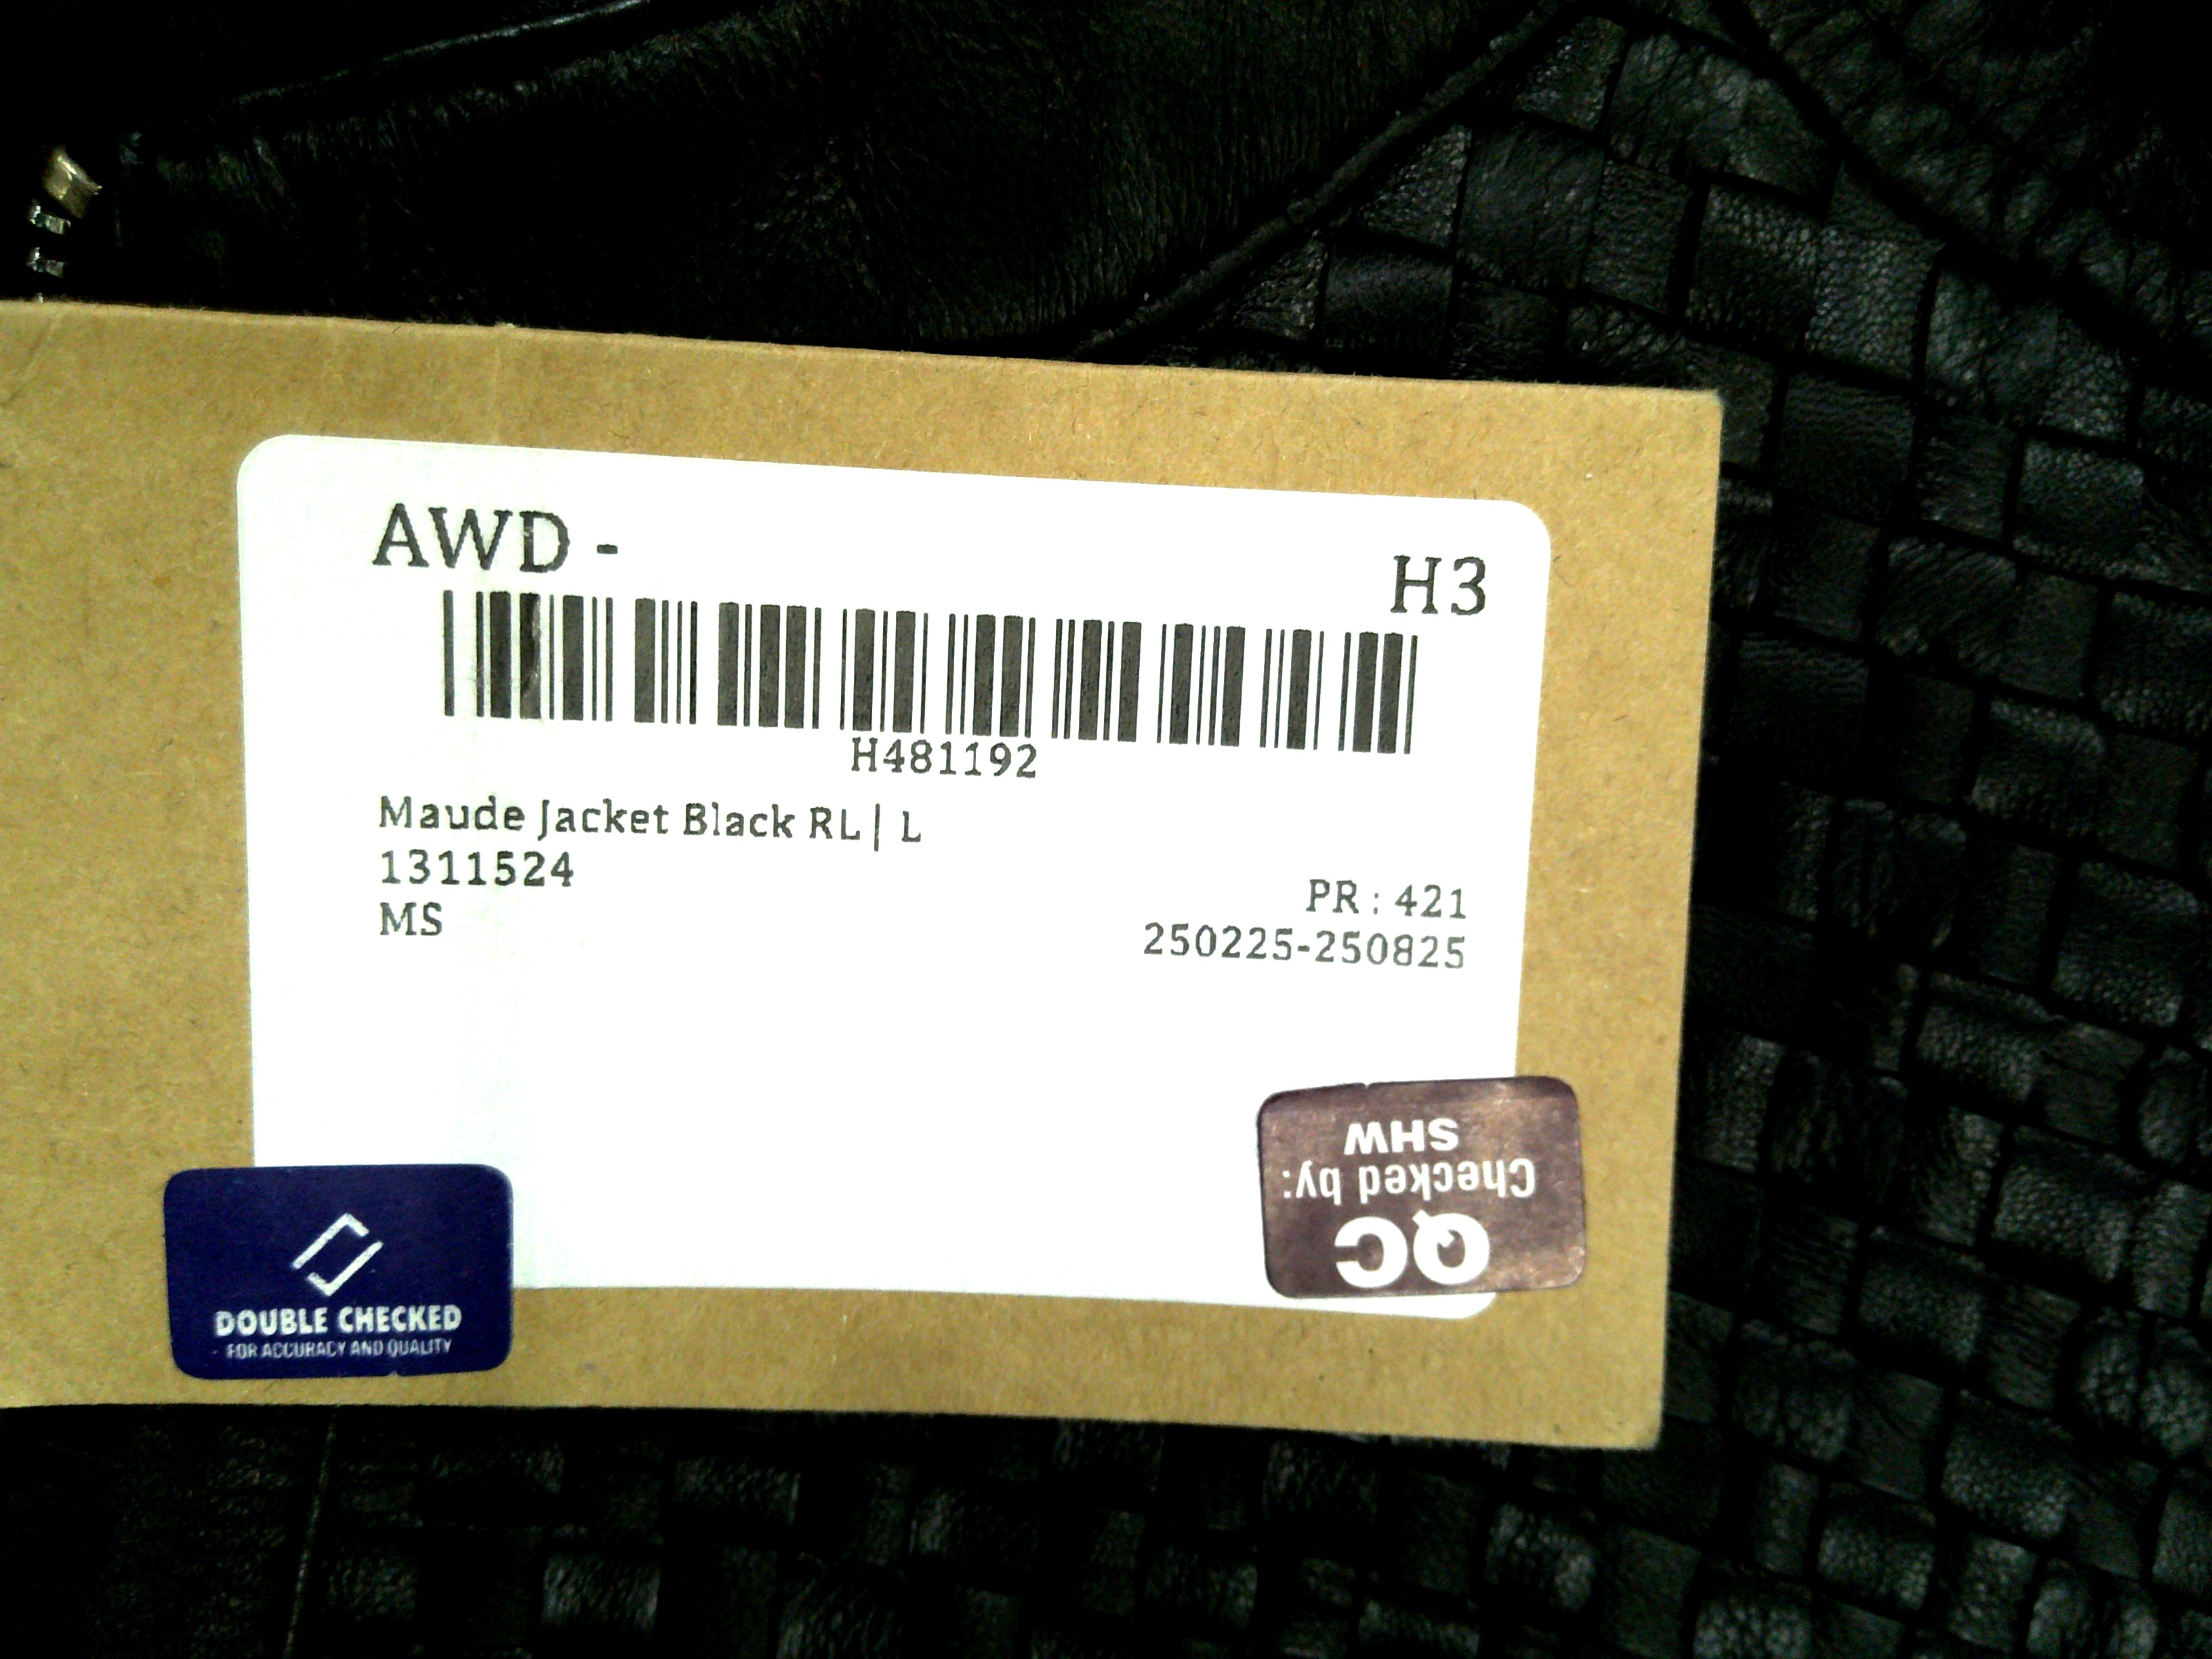 AWD -
H3
H481192
Maude Jacket Black RL| L
1311524
MS
PR : 421
250225-250825
QC
Checked by:
SHW
DOUBLE CHECKED
- FOR ACCURACY AND QUALITY